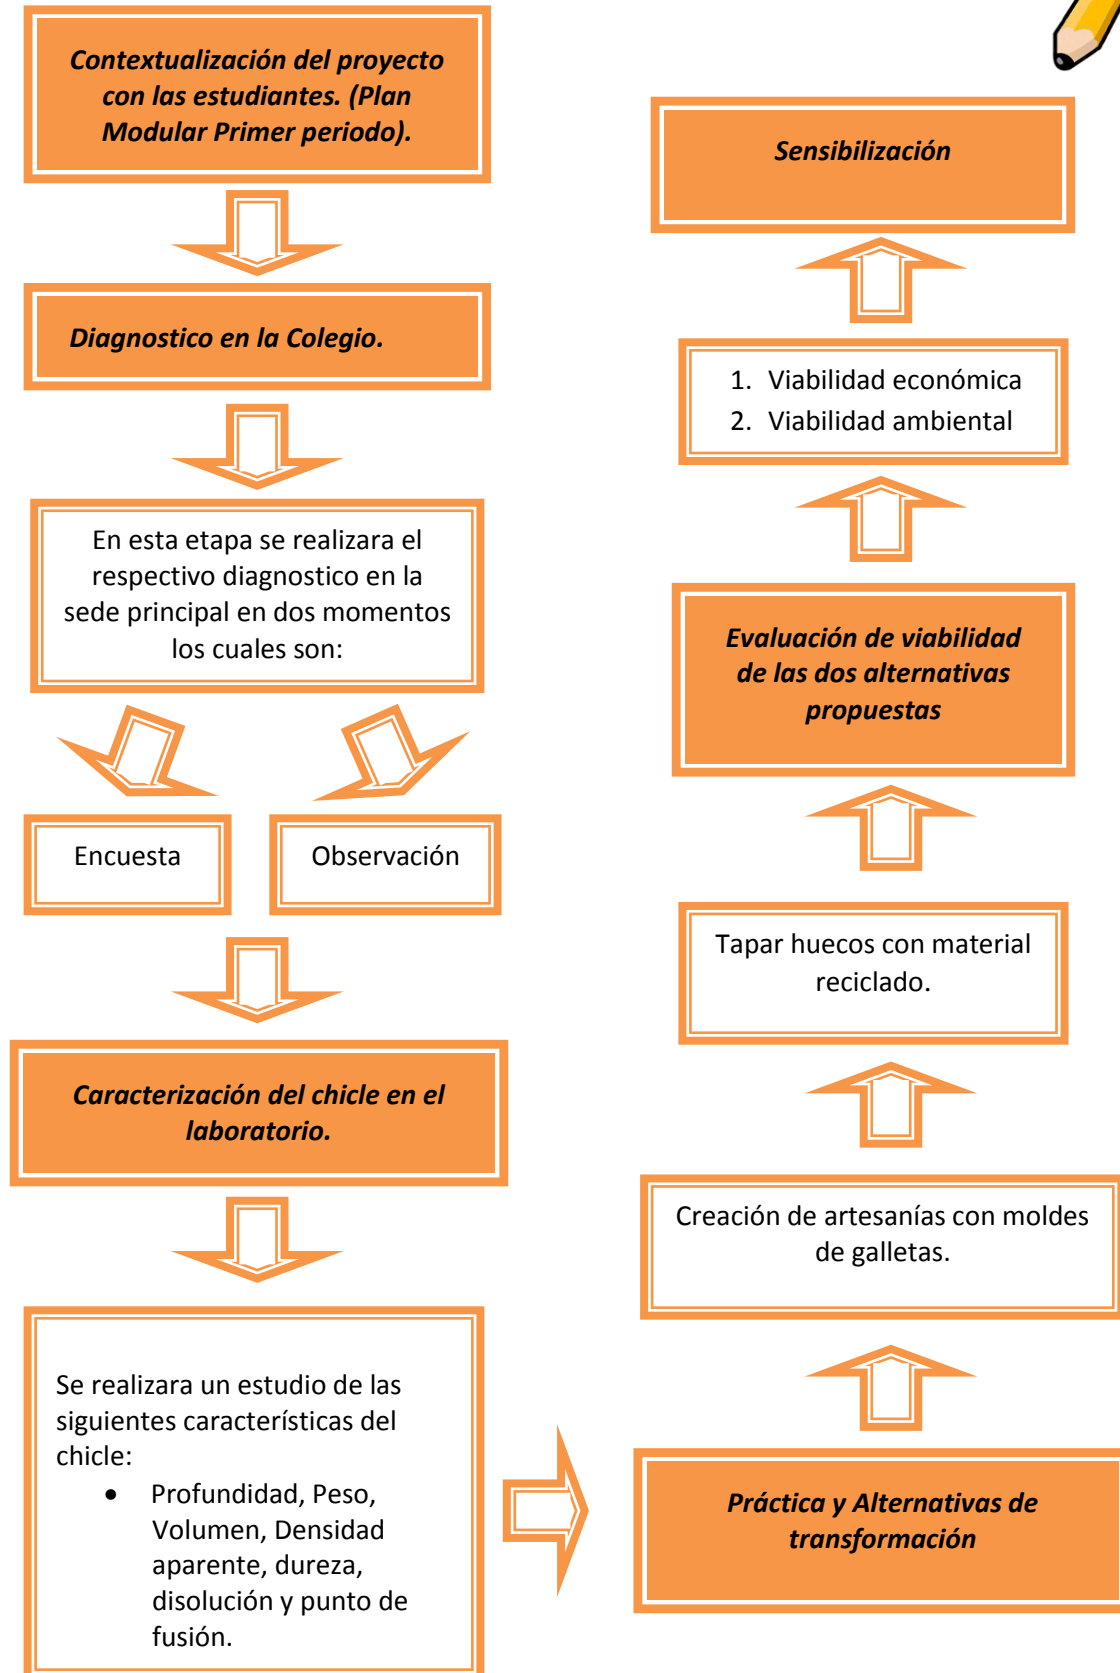 Contextualización del proyecto
con las estudiantes. (Plan
Modular Primer periodo).
Diagnostico en la Colegio.
En esta etapa se realizara el
respectivo diagnostico en la
sede principal en dos momentos
los cuales son:
Encuesta
Observación
Caracterización del chicle en el
laboratorio.
Se realizara un estudio de las
siguientes características del
chicle:
• Profundidad, Peso,
Volumen, Densidad
aparente, dureza,
disolución y punto de
fusión.
Práctica y Alternativas de
transformación
Creación de artesanías con moldes
de galletas.
Tapar huecos con material
reciclado.
Evaluación de viabilidad
de las dos alternativas
propuestas
1. Viabilidad económica
2. Viabilidad ambiental
Sensibilización